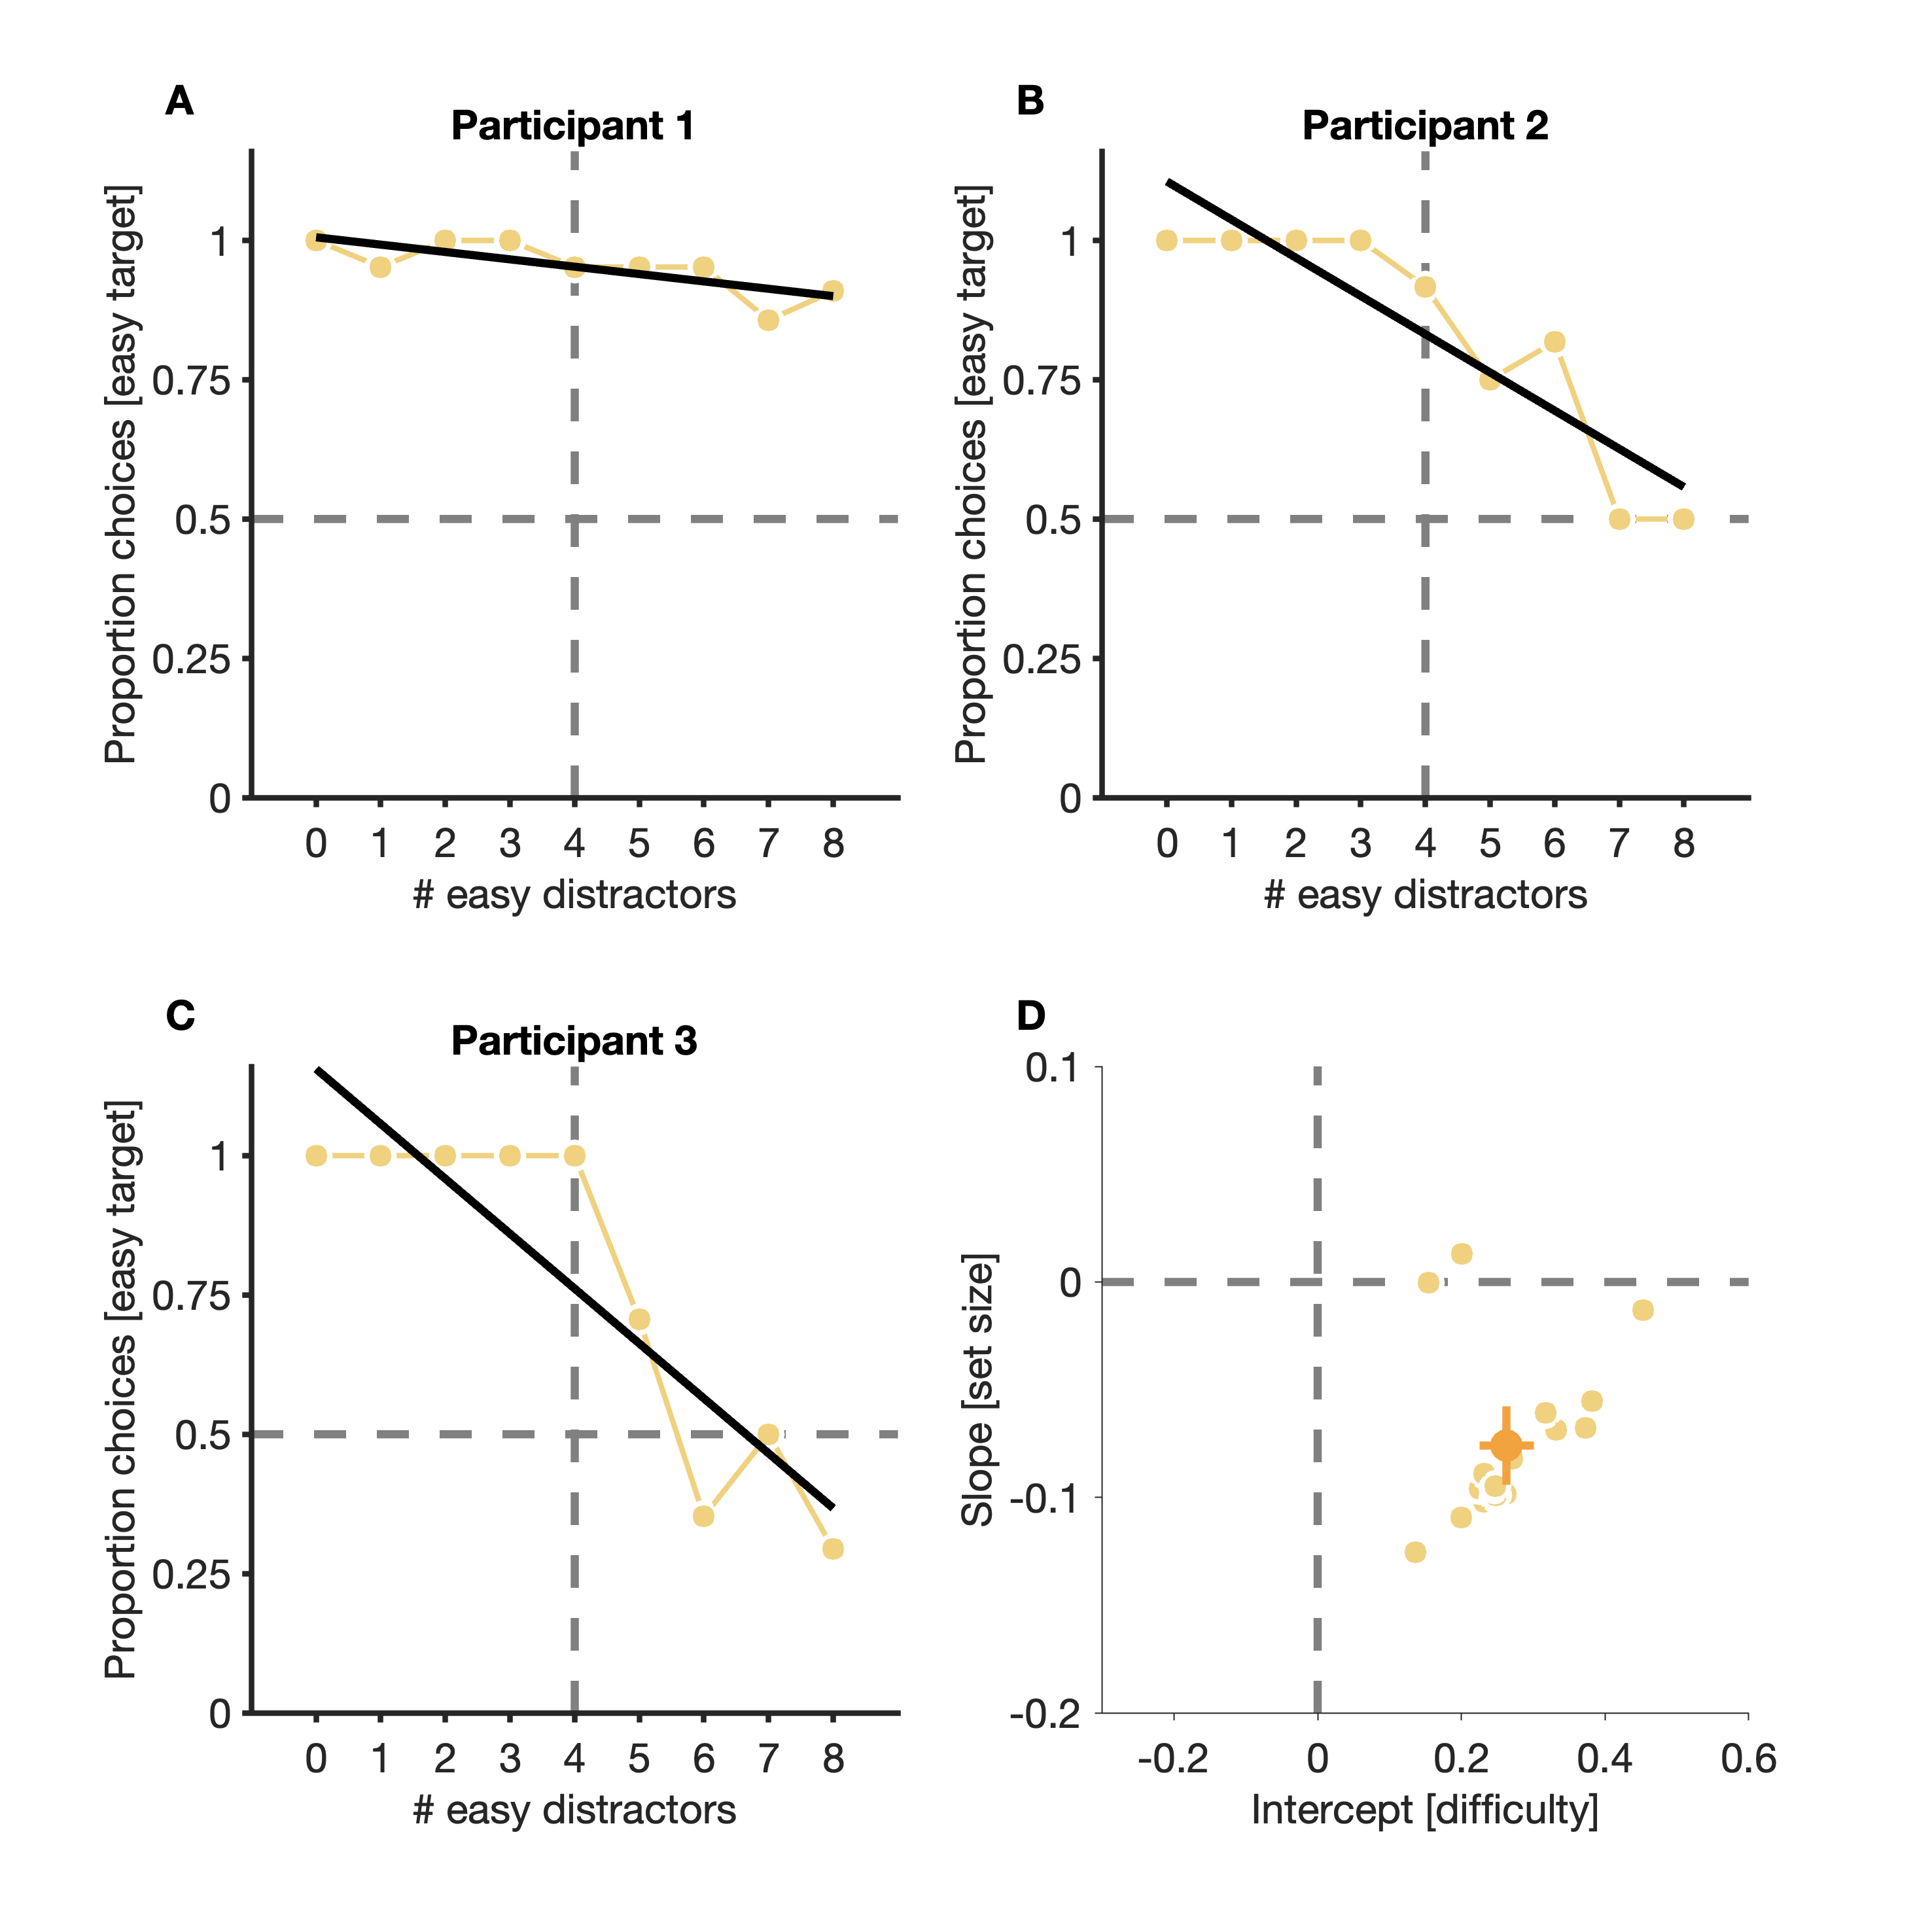 A
Participant 1
Proportion choices [easy target]
1
0.75
0.5
0.25
0
0 1 2 3 4 5 6 7 8
# easy distractors
B
Participant 2
Proportion choices [easy target]
1
0.75
0.5
0.25
0
0 1 2 3 4 5 6 7 8
# easy distractors
C
Participant 3
Proportion choices [easy target]
1
0.75
0.5
0.25
0
0 1 2 3 4 5 6 7 8
# easy distractors
D
Slope [set size]
0.1
0
-0.1
-0.2
-0.2 0 0.2 0.4 0.6
Intercept [difficulty]